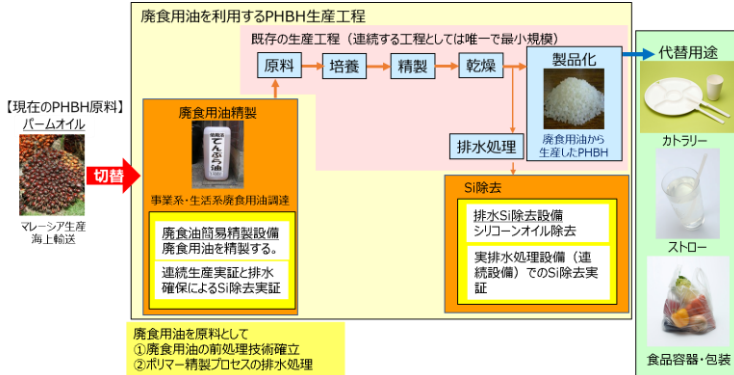 廃食用油を利用するPHBH生産工程
既存の生産工程（連続する工程としては唯一で最小規模）
原料
培養
精製
乾燥
製品化
廃食用油から
生産したPHBH
排水処理
【現在のPHBH原料】
パームオイル
マレーシア生産
海上輸送
切替
廃食用油精製
てんぷら油
事業系・生活系廃食用油調達
廃食油簡易精製設備
廃食用油を精製する。
連続生産実証と排水
確保によるSi除去実証
Si除去
排水Si除去設備
シリコーンオイル除去
実排水処理設備（連
続設備）でのSi除去実
証
代替用途
カトラリー
ストロー
食品容器・包装
廃食用油を原料として
①廃食用油の前処理技術確立
②ポリマー精製プロセスの排水処理